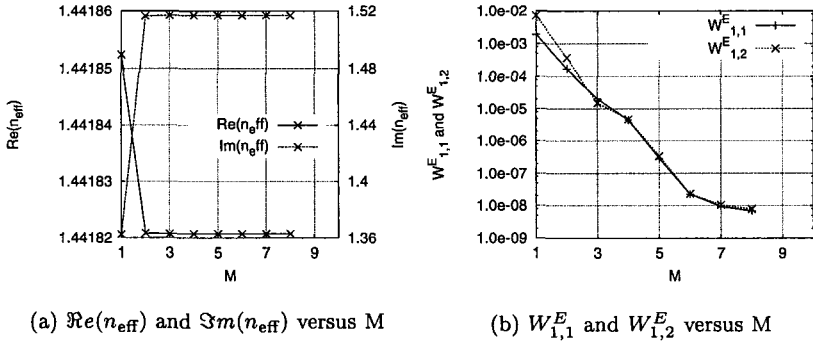 1.44186
1.44185
1.44184
1.44183
1.44182
Re(n_eff)
1.52
1.48
1.44
1.4
1.36
Im(n_eff)
Re(n_eff)
Im(n_eff)
1 3 5 7 9
M
1.0e-02
1.0e-03
1.0e-04
1.0e-05
1.0e-06
1.0e-07
1.0e-08
1.0e-09
W^E_1,1 and W^E_1,2
W^E_1,1
W^E_1,2
1 3 5 7 9
M
(a) ℜe(n_eff) and ℑm(n_eff) versus M
(b) W^E_1,1 and W^E_1,2 versus M